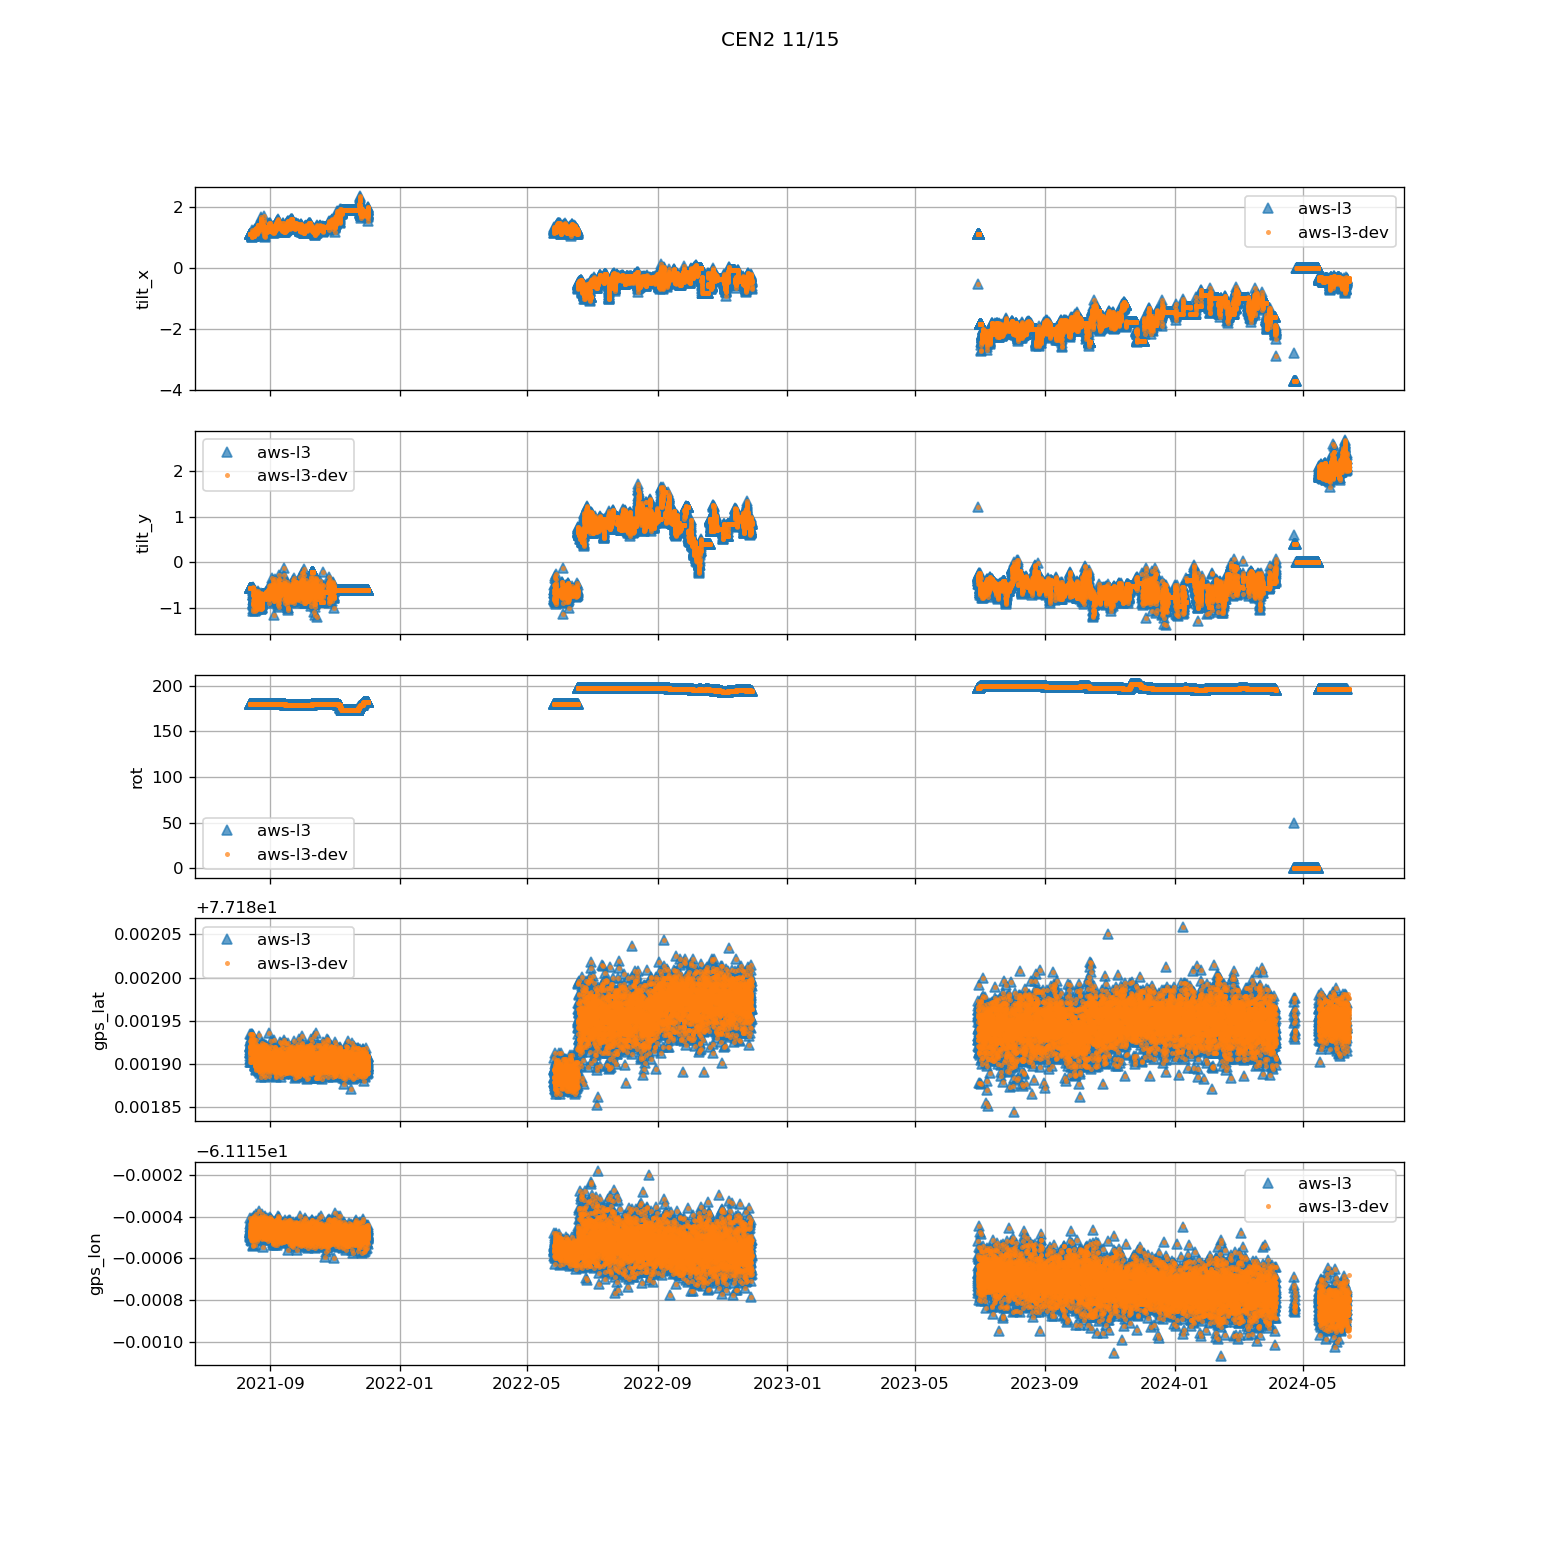 CEN2 11/15
2
0
−2
−4
tilt_x
aws-l3
aws-l3-dev
2
1
0
−1
tilt_y
aws-l3
aws-l3-dev
200
150
100
50
0
rot
aws-l3
aws-l3-dev
+7.718e1
0.00205
0.00200
0.00195
0.00190
0.00185
gps_lat
aws-l3
aws-l3-dev
−6.1115e1
−0.0002
−0.0004
−0.0006
−0.0008
−0.0010
gps_lon
aws-l3
aws-l3-dev
2021-09 2022-01 2022-05 2022-09 2023-01 2023-05 2023-09 2024-01 2024-05